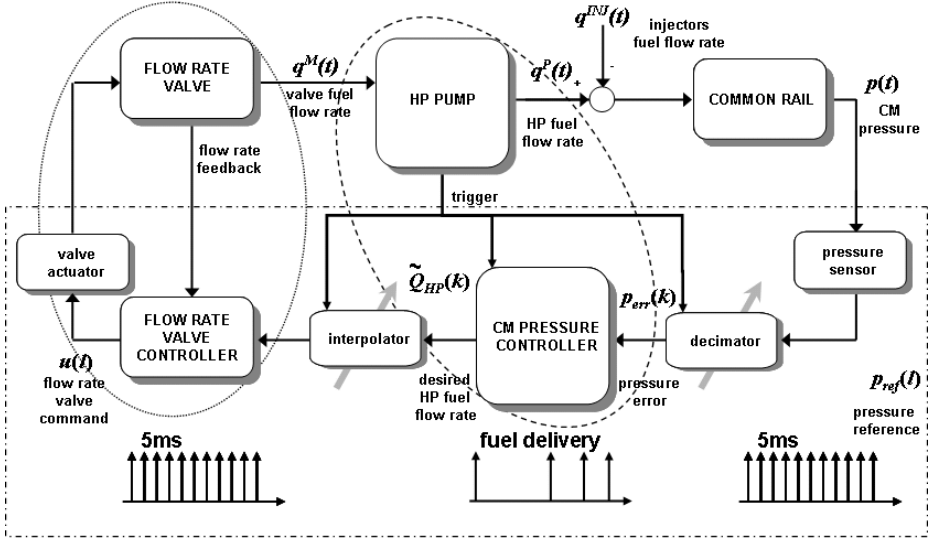 q^INJ(t)
injectors
fuel flow rate
FLOW RATE
VALVE
q^M(t)
valve fuel
flow rate
HP PUMP
q^P(t)
+
-
HP fuel
flow rate
COMMON RAIL
p(t)
CM
pressure
flow rate
feedback
trigger
valve
actuator
pressure
sensor
Q̃_HP(k)
p_err(k)
FLOW RATE
VALVE
CONTROLLER
interpolator
CM PRESSURE
CONTROLLER
decimator
u(l)
flow rate
valve
command
desired
HP fuel
flow rate
pressure
error
p_ref(l)
pressure
reference
5ms
fuel delivery
5ms